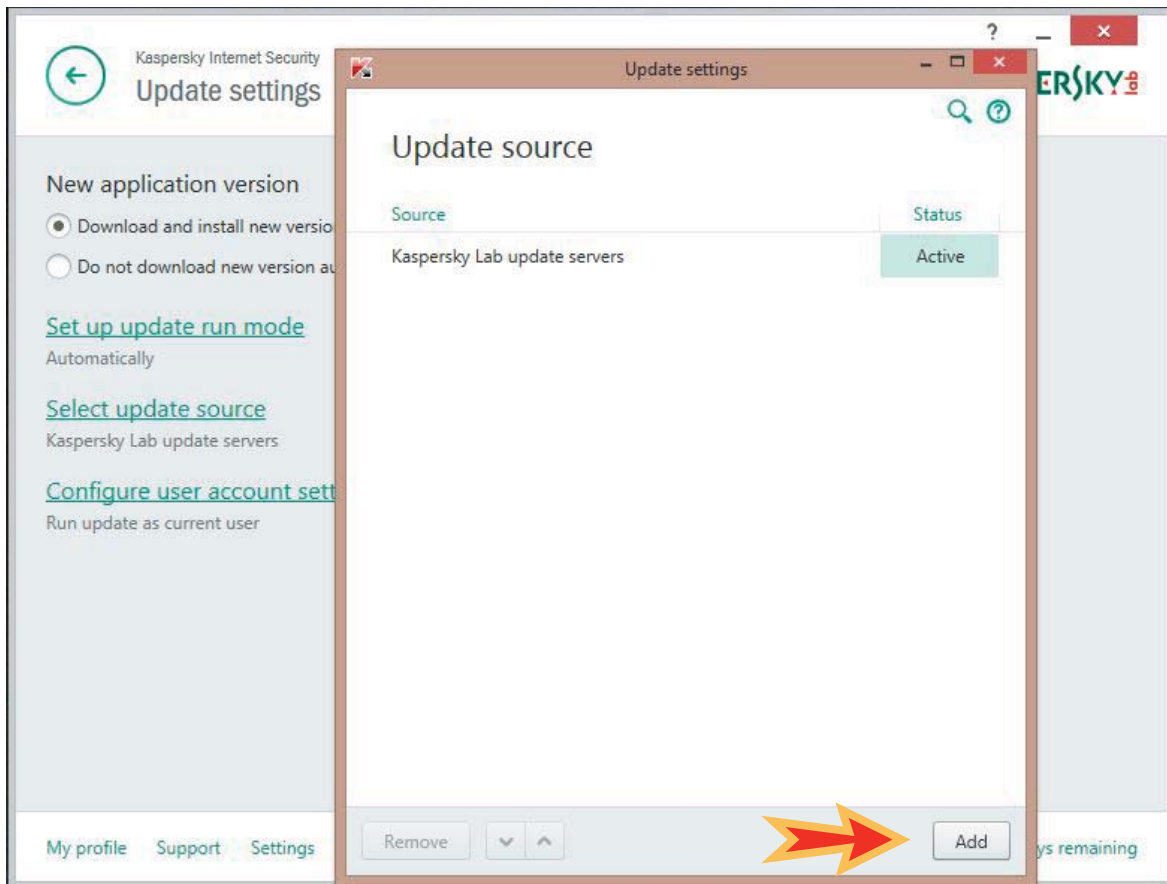 ?
Kaspersky Internet Security
Update settings
Update settings
ERSKY
LAB
Update source
New application version
Source
Status
Download and install new versio
Kaspersky Lab update servers
Active
Do not download new version au
Set up update run mode
Automatically
Select update source
Kaspersky Lab update servers
Configure user account sett
Run update as current user
Remove
Add
My profile
Support
Settings
ys remaining